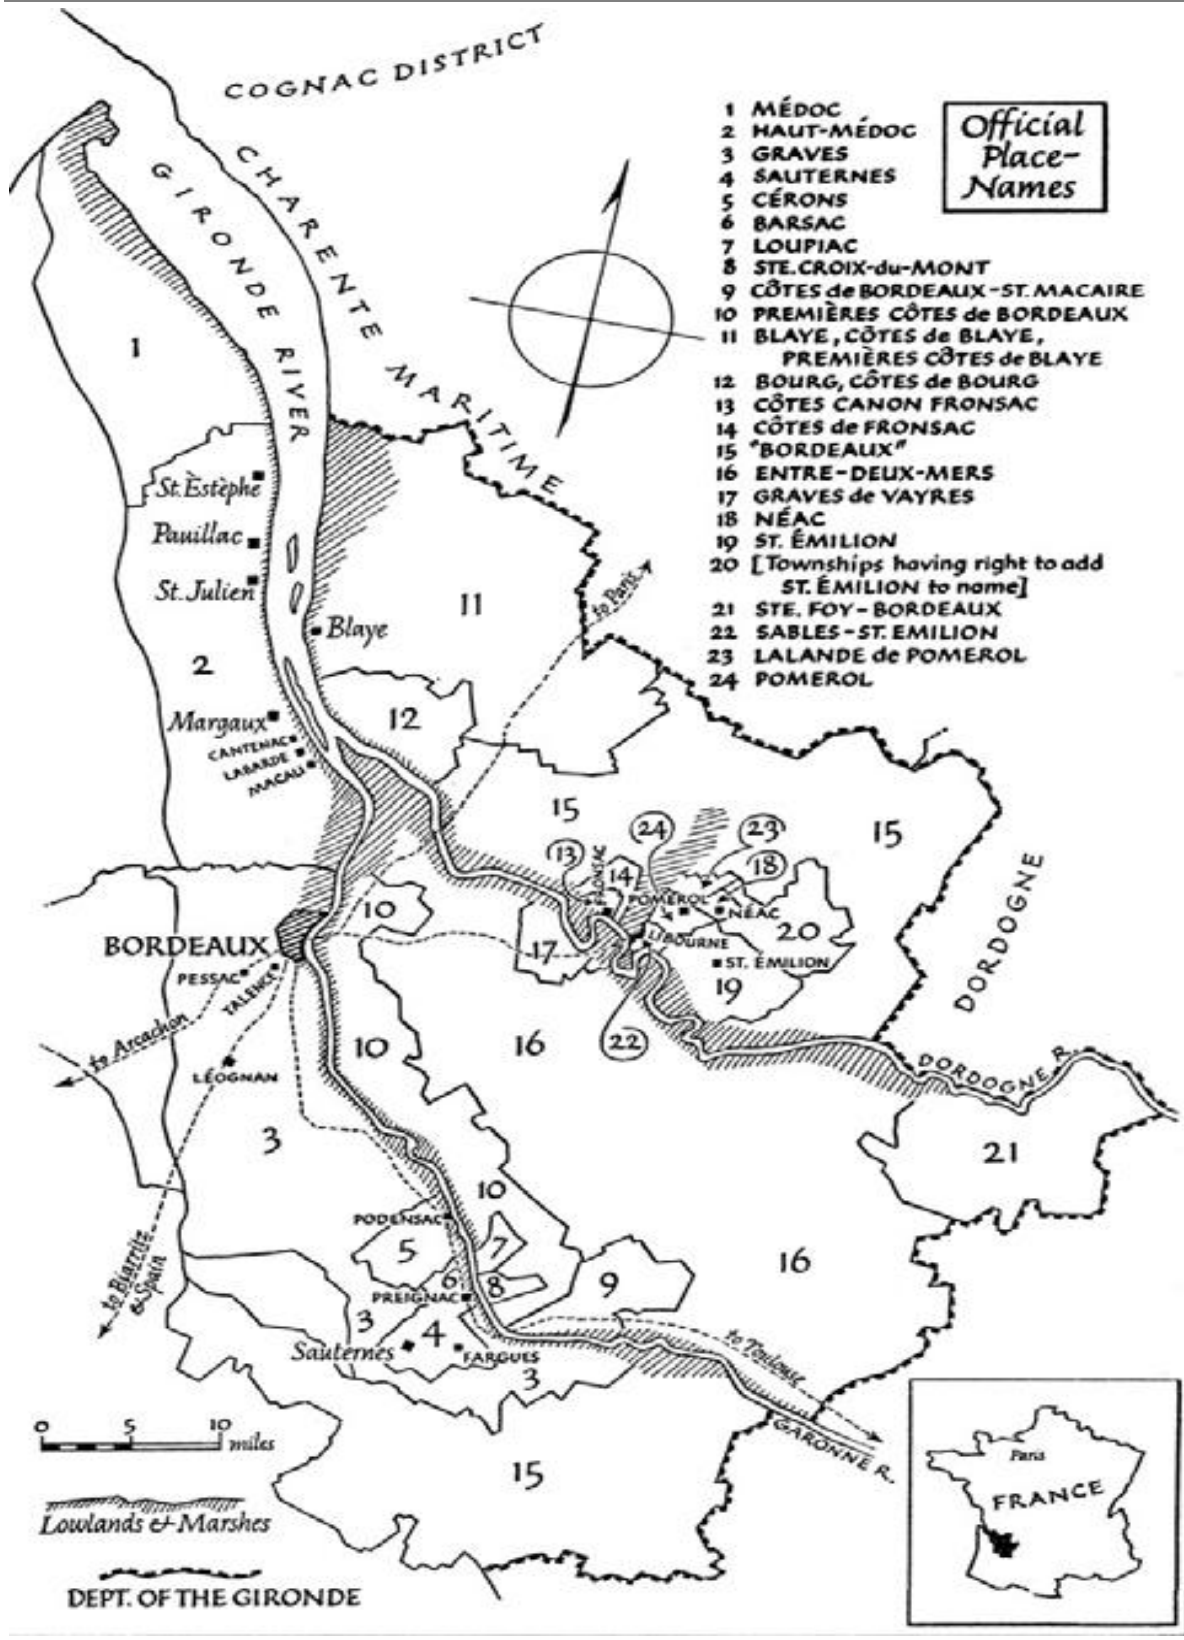 COGNAC DISTRICT
CHARENTE MARITIME
GIRONDE RIVER
Official
Place-
Names
1 MÉDOC
2 HAUT-MÉDOC
3 GRAVES
4 SAUTERNES
5 CÉRONS
6 BARSAC
7 LOUPIAC
8 STE. CROIX-du-MONT
9 CÔTES de BORDEAUX-ST. MACAIRE
10 PREMIÈRES CÔTES de BORDEAUX
11 BLAYE, CÔTES de BLAYE,
PREMIÈRES CÔTES de BLAYE
12 BOURG, CÔTES de BOURG
13 CÔTES CANON FRONSAC
14 CÔTES de FRONSAC
15 "BORDEAUX"
16 ENTRE-DEUX-MERS
17 GRAVES de VAYRES
18 NÉAC
19 ST. ÉMILION
20 [Townships having right to add
ST. ÉMILION to name]
21 STE. FOY-BORDEAUX
22 SABLES-ST. EMILION
23 LALANDE de POMEROL
24 POMEROL
1
St. Èstèphe
Pauillac
St. Julien
11
to Paris
Blaye
2
Margaux
12
CANTENAC
LABARDE
MACAU
15
15
24
23
13
FRONSAC
14
18
POMEROL
NÉAC
10
20
BORDEAUX
17
LIBOURNE
ST. ÉMILION
PESSAC
TALENCE
19
DORDOGNE
to Arcachon
10
16
22
LÉOGNAN
DORDOGNE R.
3
21
10
PODENSAC
5
7
16
to Biarritz
& Spain
6
8
9
PREIGNAC
3
4
Sauternes
FARGUES
3
to Toulouse
GARONNE R.
0 5 10
miles
15
Paris
FRANCE
Lowlands & Marshes
DEPT. OF THE GIRONDE